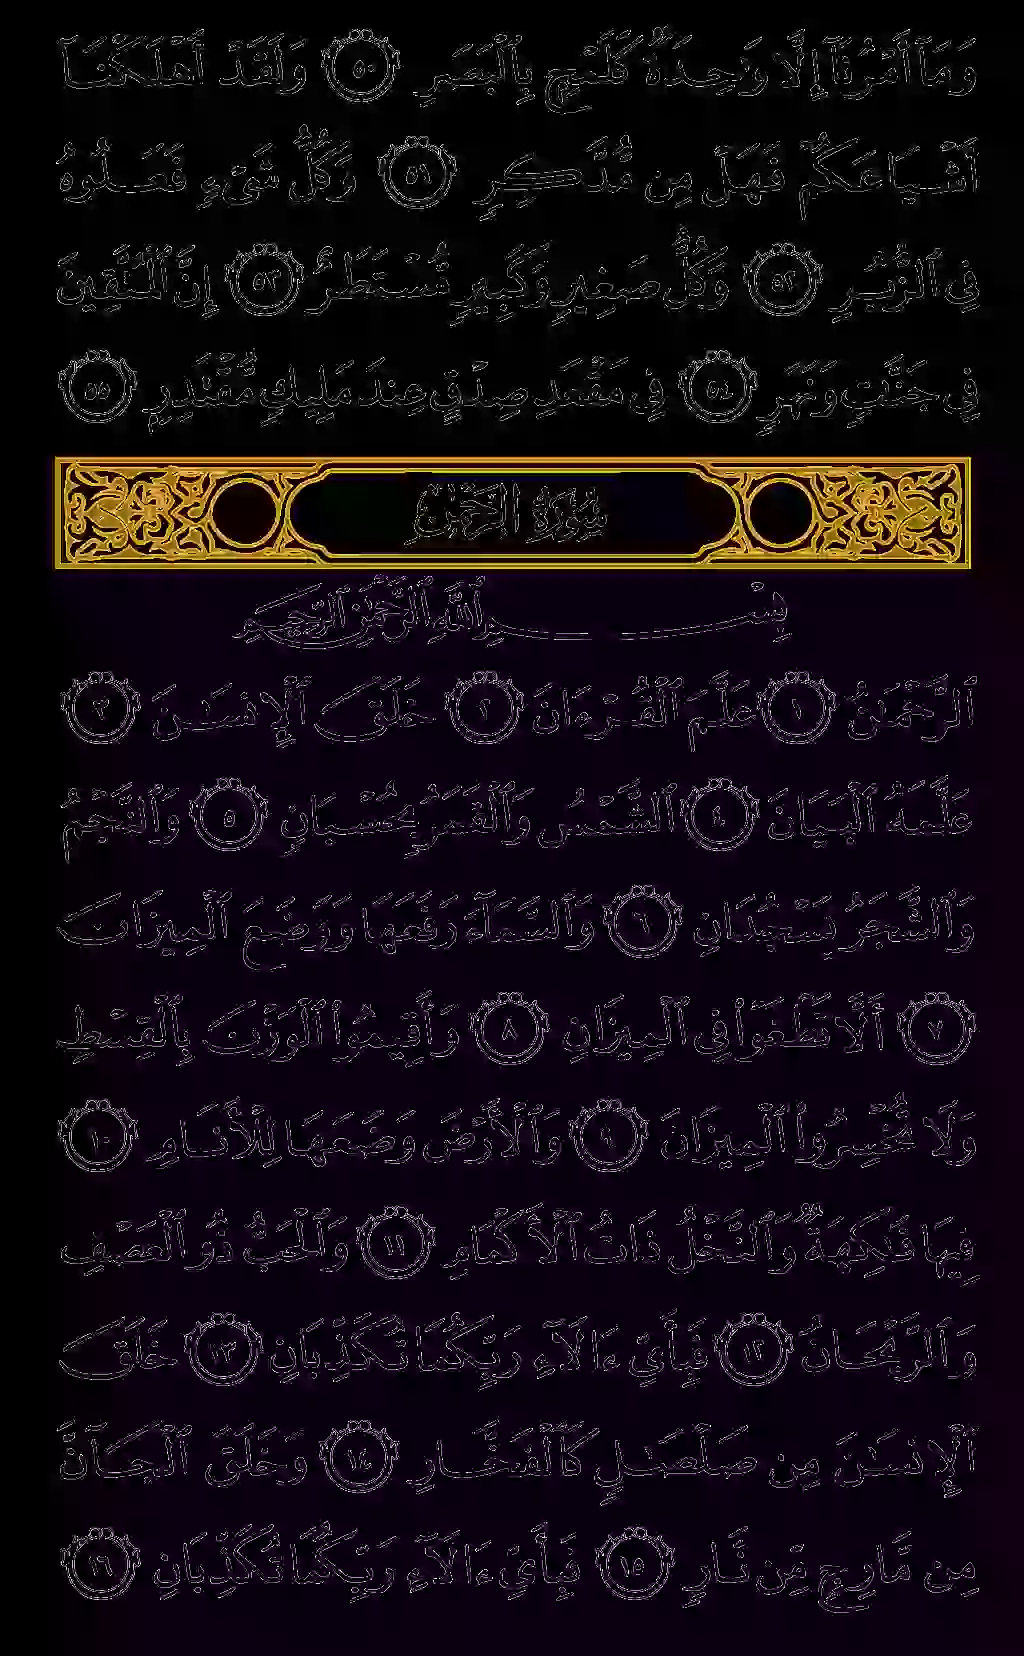 وَمَآ أَمْرُنَآ إِلَّا وَٰحِدَةٌ كَلَمْحٍۭ بِٱلْبَصَرِ ٥٠ وَلَقَدْ أَهْلَكْنَآ
أَشْيَاعَكُمْ فَهَلْ مِن مُّدَّكِرٍ ٥١ وَكُلُّ شَىْءٍ فَعَلُوهُ
فِى ٱلزُّبُرِ ٥٢ وَكُلُّ صَغِيرٍ وَكَبِيرٍ مُّسْتَطَرٌ ٥٣ إِنَّ ٱلْمُتَّقِينَ
فِى جَنَّٰتٍ وَنَهَرٍ ٥٤ فِى مَقْعَدِ صِدْقٍ عِندَ مَلِيكٍ مُّقْتَدِرٍۭ ٥٥
سُورَةُ الرَّحْمَٰن
بِسْمِ ٱللَّهِ ٱلرَّحْمَٰنِ ٱلرَّحِيمِ
ٱلرَّحْمَٰنُ ١ عَلَّمَ ٱلْقُرْءَانَ ٢ خَلَقَ ٱلْإِنسَٰنَ ٣
عَلَّمَهُ ٱلْبَيَانَ ٤ ٱلشَّمْسُ وَٱلْقَمَرُ بِحُسْبَانٍ ٥ وَٱلنَّجْمُ
وَٱلشَّجَرُ يَسْجُدَانِ ٦ وَٱلسَّمَآءَ رَفَعَهَا وَوَضَعَ ٱلْمِيزَانَ
٧ أَلَّا تَطْغَوْا۟ فِى ٱلْمِيزَانِ ٨ وَأَقِيمُوا۟ ٱلْوَزْنَ بِٱلْقِسْطِ
وَلَا تُخْسِرُوا۟ ٱلْمِيزَانَ ٩ وَٱلْأَرْضَ وَضَعَهَا لِلْأَنَامِ ١٠
فِيهَا فَٰكِهَةٌ وَٱلنَّخْلُ ذَاتُ ٱلْأَكْمَامِ ١١ وَٱلْحَبُّ ذُو ٱلْعَصْفِ
وَٱلرَّيْحَانُ ١٢ فَبِأَىِّ ءَالَآءِ رَبِّكُمَا تُكَذِّبَانِ ١٣ خَلَقَ
ٱلْإِنسَٰنَ مِن صَلْصَٰلٍ كَٱلْفَخَّارِ ١٤ وَخَلَقَ ٱلْجَآنَّ
مِن مَّارِجٍ مِّن نَّارٍ ١٥ فَبِأَىِّ ءَالَآءِ رَبِّكُمَا تُكَذِّبَانِ ١٦